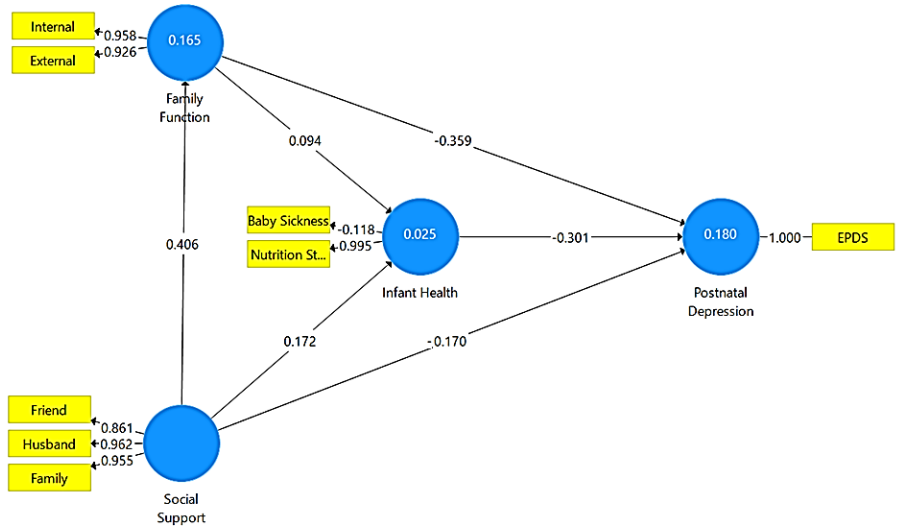 Internal
0.958
0.926
External
0.165
Family
Function
0.094
-0.359
Baby Sickness
-0.118
-0.995
Nutrition St...
0.025
Infant Health
-0.301
0.180
Postnatal
Depression
1.000
EPDS
0.406
0.172
-0.170
Friend
0.861
Husband
0.962
0.955
Family
Social
Support